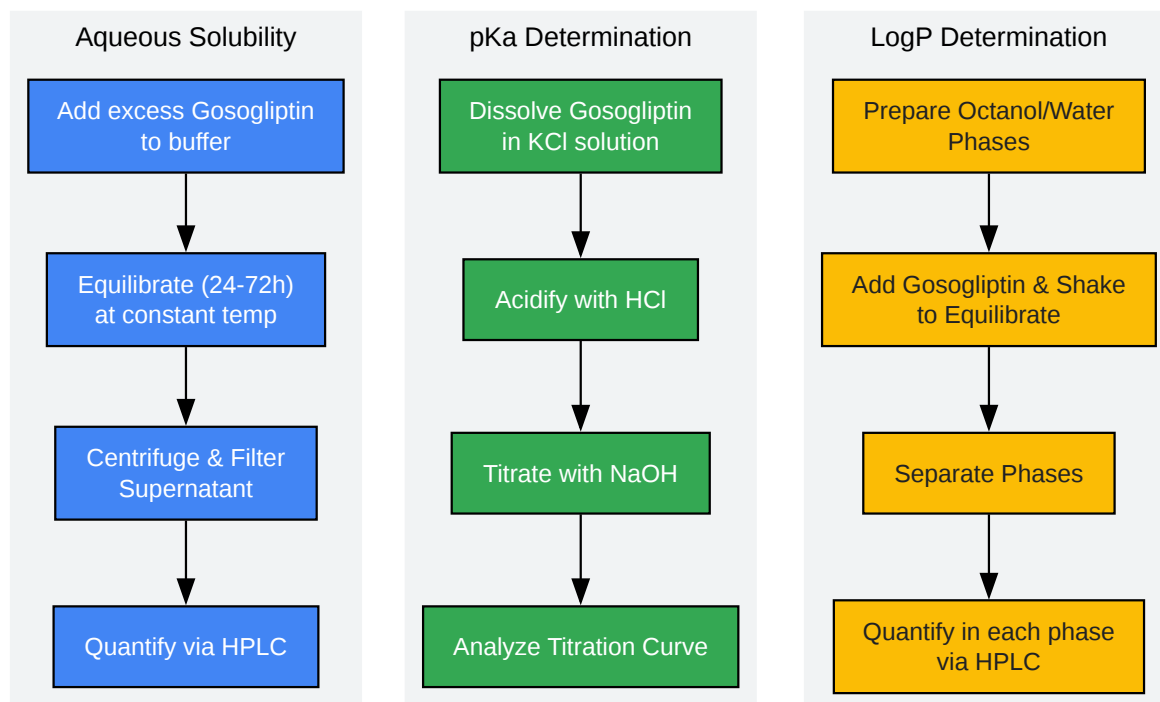 Aqueous Solubility
Add excess Gosogliptin
to buffer
Equilibrate (24-72h)
at constant temp
Centrifuge & Filter
Supernatant
Quantify via HPLC
pKa Determination
Dissolve Gosogliptin
in KCl solution
Acidify with HCl
Titrate with NaOH
Analyze Titration Curve
LogP Determination
Prepare Octanol/Water
Phases
Add Gosogliptin & Shake
to Equilibrate
Separate Phases
Quantify in each phase
via HPLC